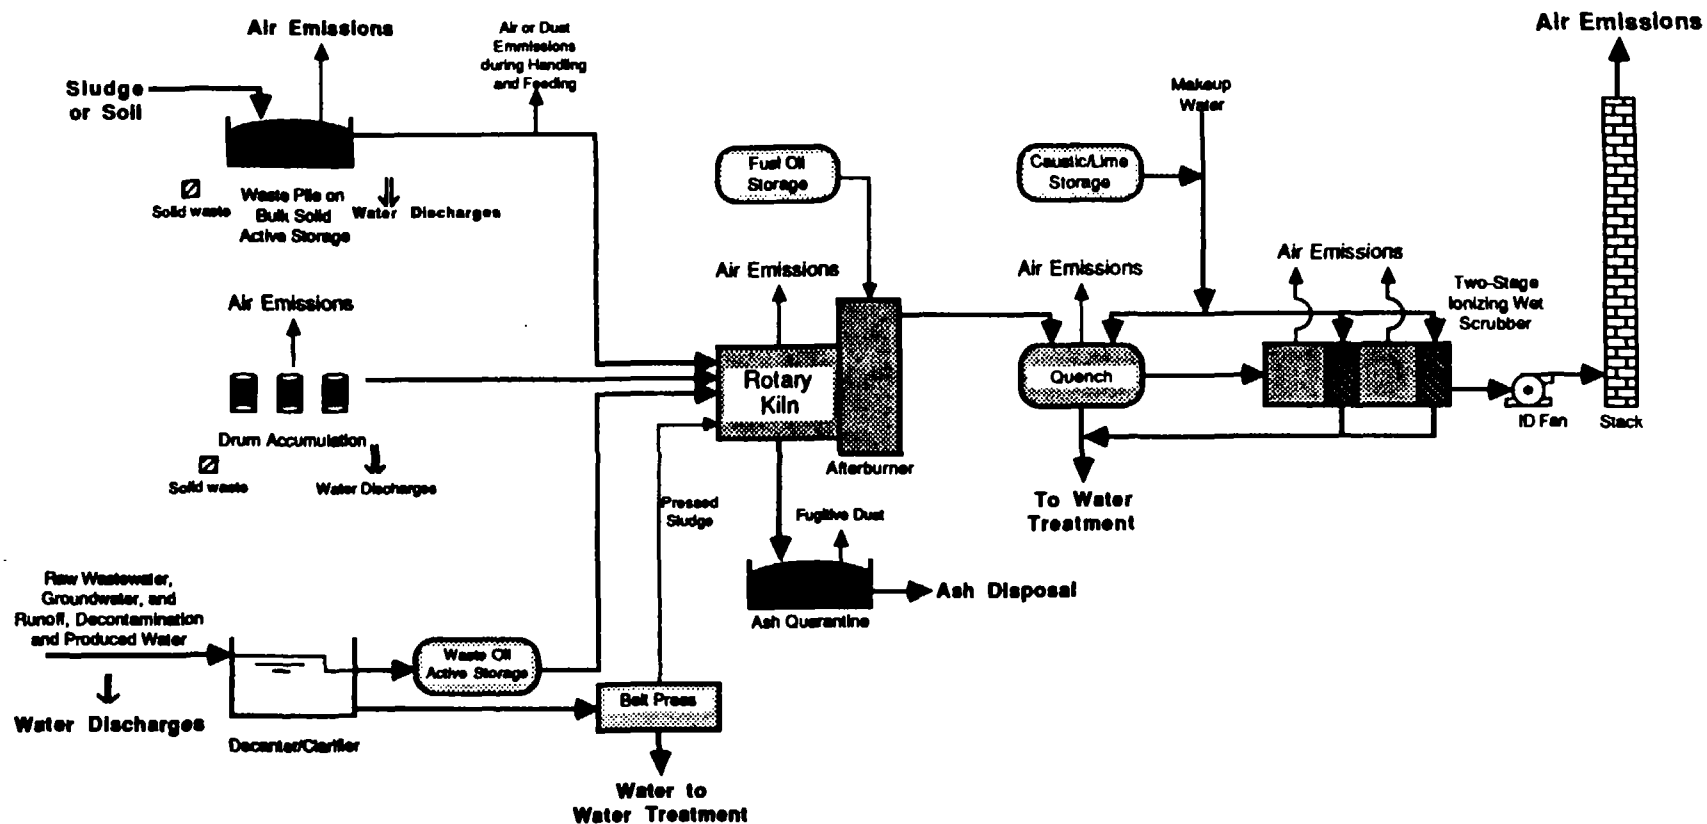 Air Emissions
Air or Dust
Emmissions
during Handling
and Feeding
Sludge
or Soil
Solid waste
Waste Pile on
Bulk Solid
Active Storage
Water Discharges
Air Emissions
Drum Accumulation
Solid waste
Water Discharges
Raw Wastewater,
Groundwater, and
Runoff, Decontamination
and Produced Water
Water Discharges
Decanter/Clarifier
Waste Oil
Active Storage
Belt Press
Water to
Water Treatment
Pressed
Sludge
Fuel Oil
Storage
Air Emissions
Rotary
Kiln
Afterburner
Fugitive Dust
Ash Quarantine
Ash Disposal
Makeup
Water
Caustic/Lime
Storage
Air Emissions
Quench
To Water
Treatment
Air Emissions
Two-Stage
Ionizing Wet
Scrubber
ID Fan
Stack
Air Emissions